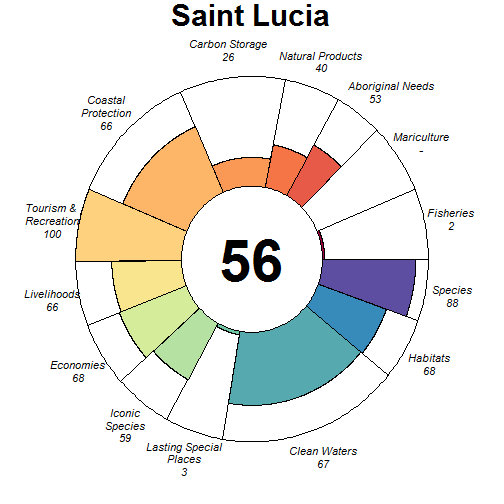 Saint Lucia
Carbon Storage
26
Natural Products
40
Aboriginal Needs
53
Mariculture
-
Fisheries
2
Species
88
Habitats
68
Clean Waters
67
Lasting Special
Places
3
Iconic
Species
59
Economies
68
Livelihoods
66
Tourism &
Recreation
100
Coastal
Protection
66
56